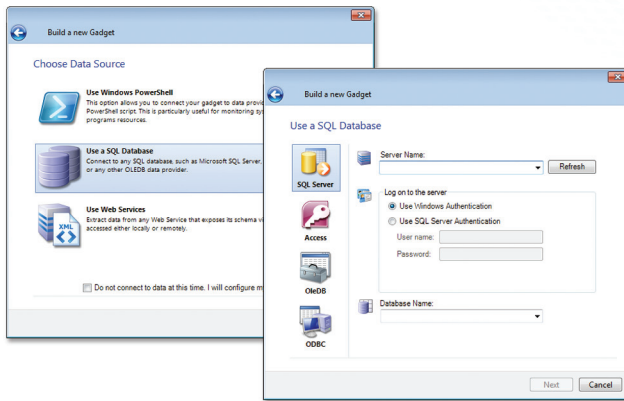 Build a new Gadget
Choose Data Source
Use Windows PowerShell
This option allows you to connect your gadget to data
PowerShell script. This is particularly useful for monitoring
programs resources.
Use a SQL Database
Connect to any SQL database, such as Microsoft SQL Server,
or any other OLEDB data provider.
XML
Use Web Services
Extract data from any Web Service that exposes its schema
accessed either locally or remotely.
Do not connect to data at this time. I will configure
Build a new Gadget
Use a SQL Database
SQL Server
Access
OleDB
ODBC
Server Name:
Refresh
Log on to the server
Use Windows Authentication
Use SQL Server Authentication
User name:
Password:
Database Name:
Next
Cancel